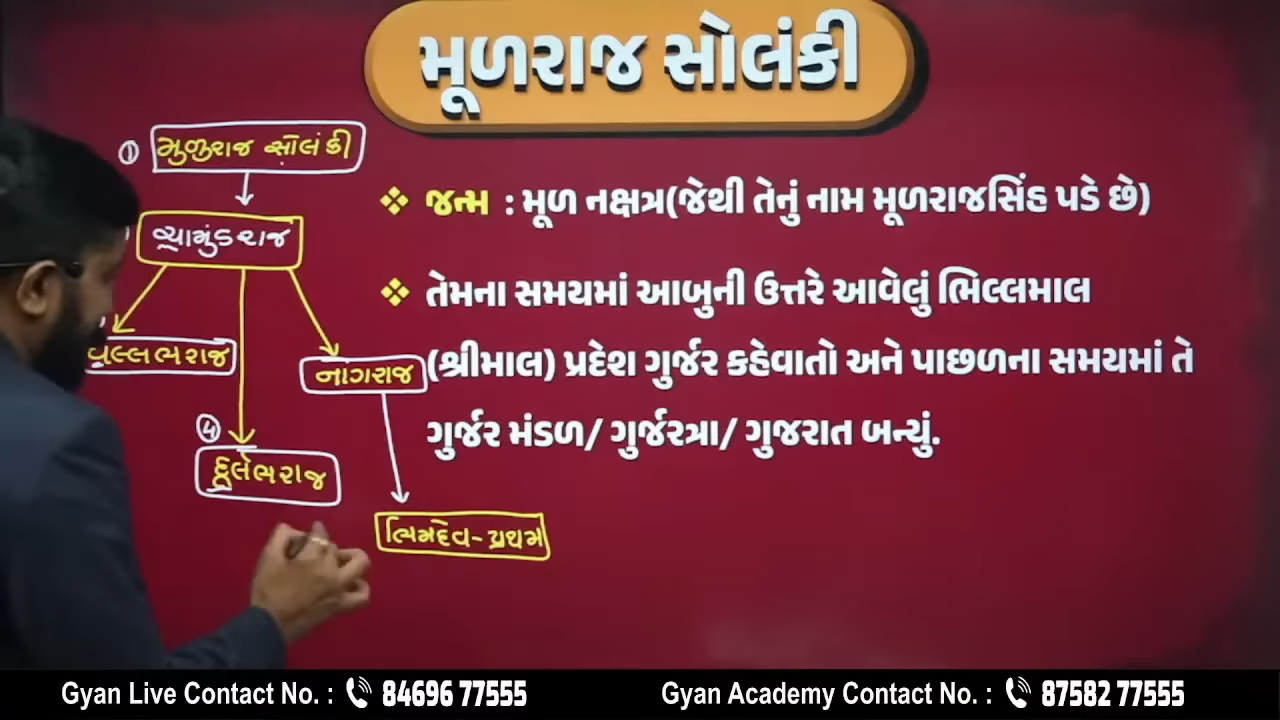 મૂળરાજ સોલંકી
① મુળરાજ સોલંકી
ચામુંડરાજ
વલ્લભરાજ
નાગરાજ
④
દુર્લભરાજ
ભિમદેવ-પ્રથમ
❖ જન્મ : મૂળ નક્ષત્ર(જેથી તેનું નામ મૂળરાજસિંહ પડે છે)
❖ તેમના સમયમાં આબુની ઉત્તરે આવેલું ભિલ્લમાલ
(શ્રીમાલ) પ્રદેશ ગુર્જર કહેવાતો અને પાછળના સમયમાં તે
ગુર્જર મંડળ/ ગુર્જરત્રા/ ગુજરાત બન્યું.
Gyan Live Contact No. : 84696 77555
Gyan Academy Contact No. : 87582 77555